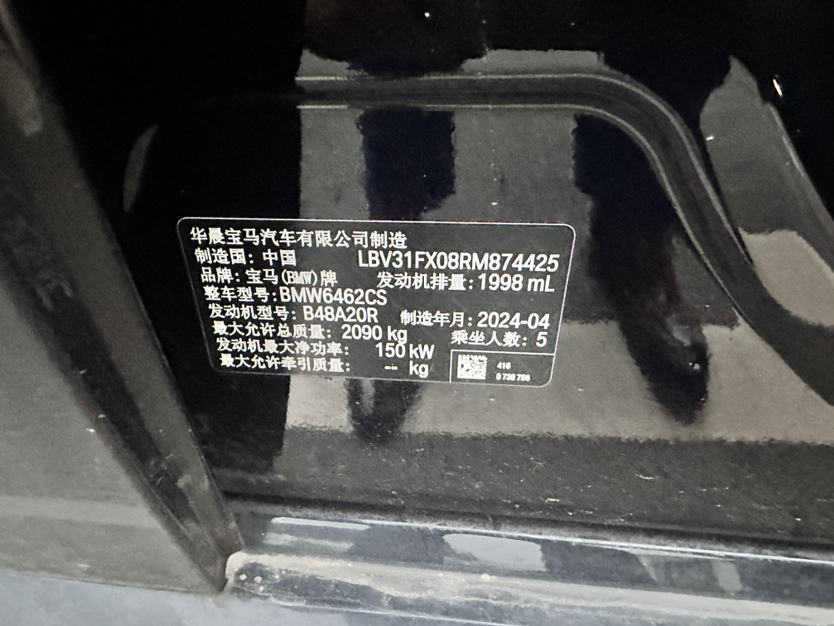 华晨宝马汽车有限公司制造
制造国: 中国 LBV31FX08RM874425
品牌: 宝马(BMW)牌 发动机排量: 1998 mL
整车型号: BMW6462CS
发动机型号: B48A20R 制造年月: 2024-04
最大允许总质量: 2090 kg 乘坐人数: 5
发动机最大净功率: 150 kW
最大允许牵引质量: -- kg
416
8 738 756